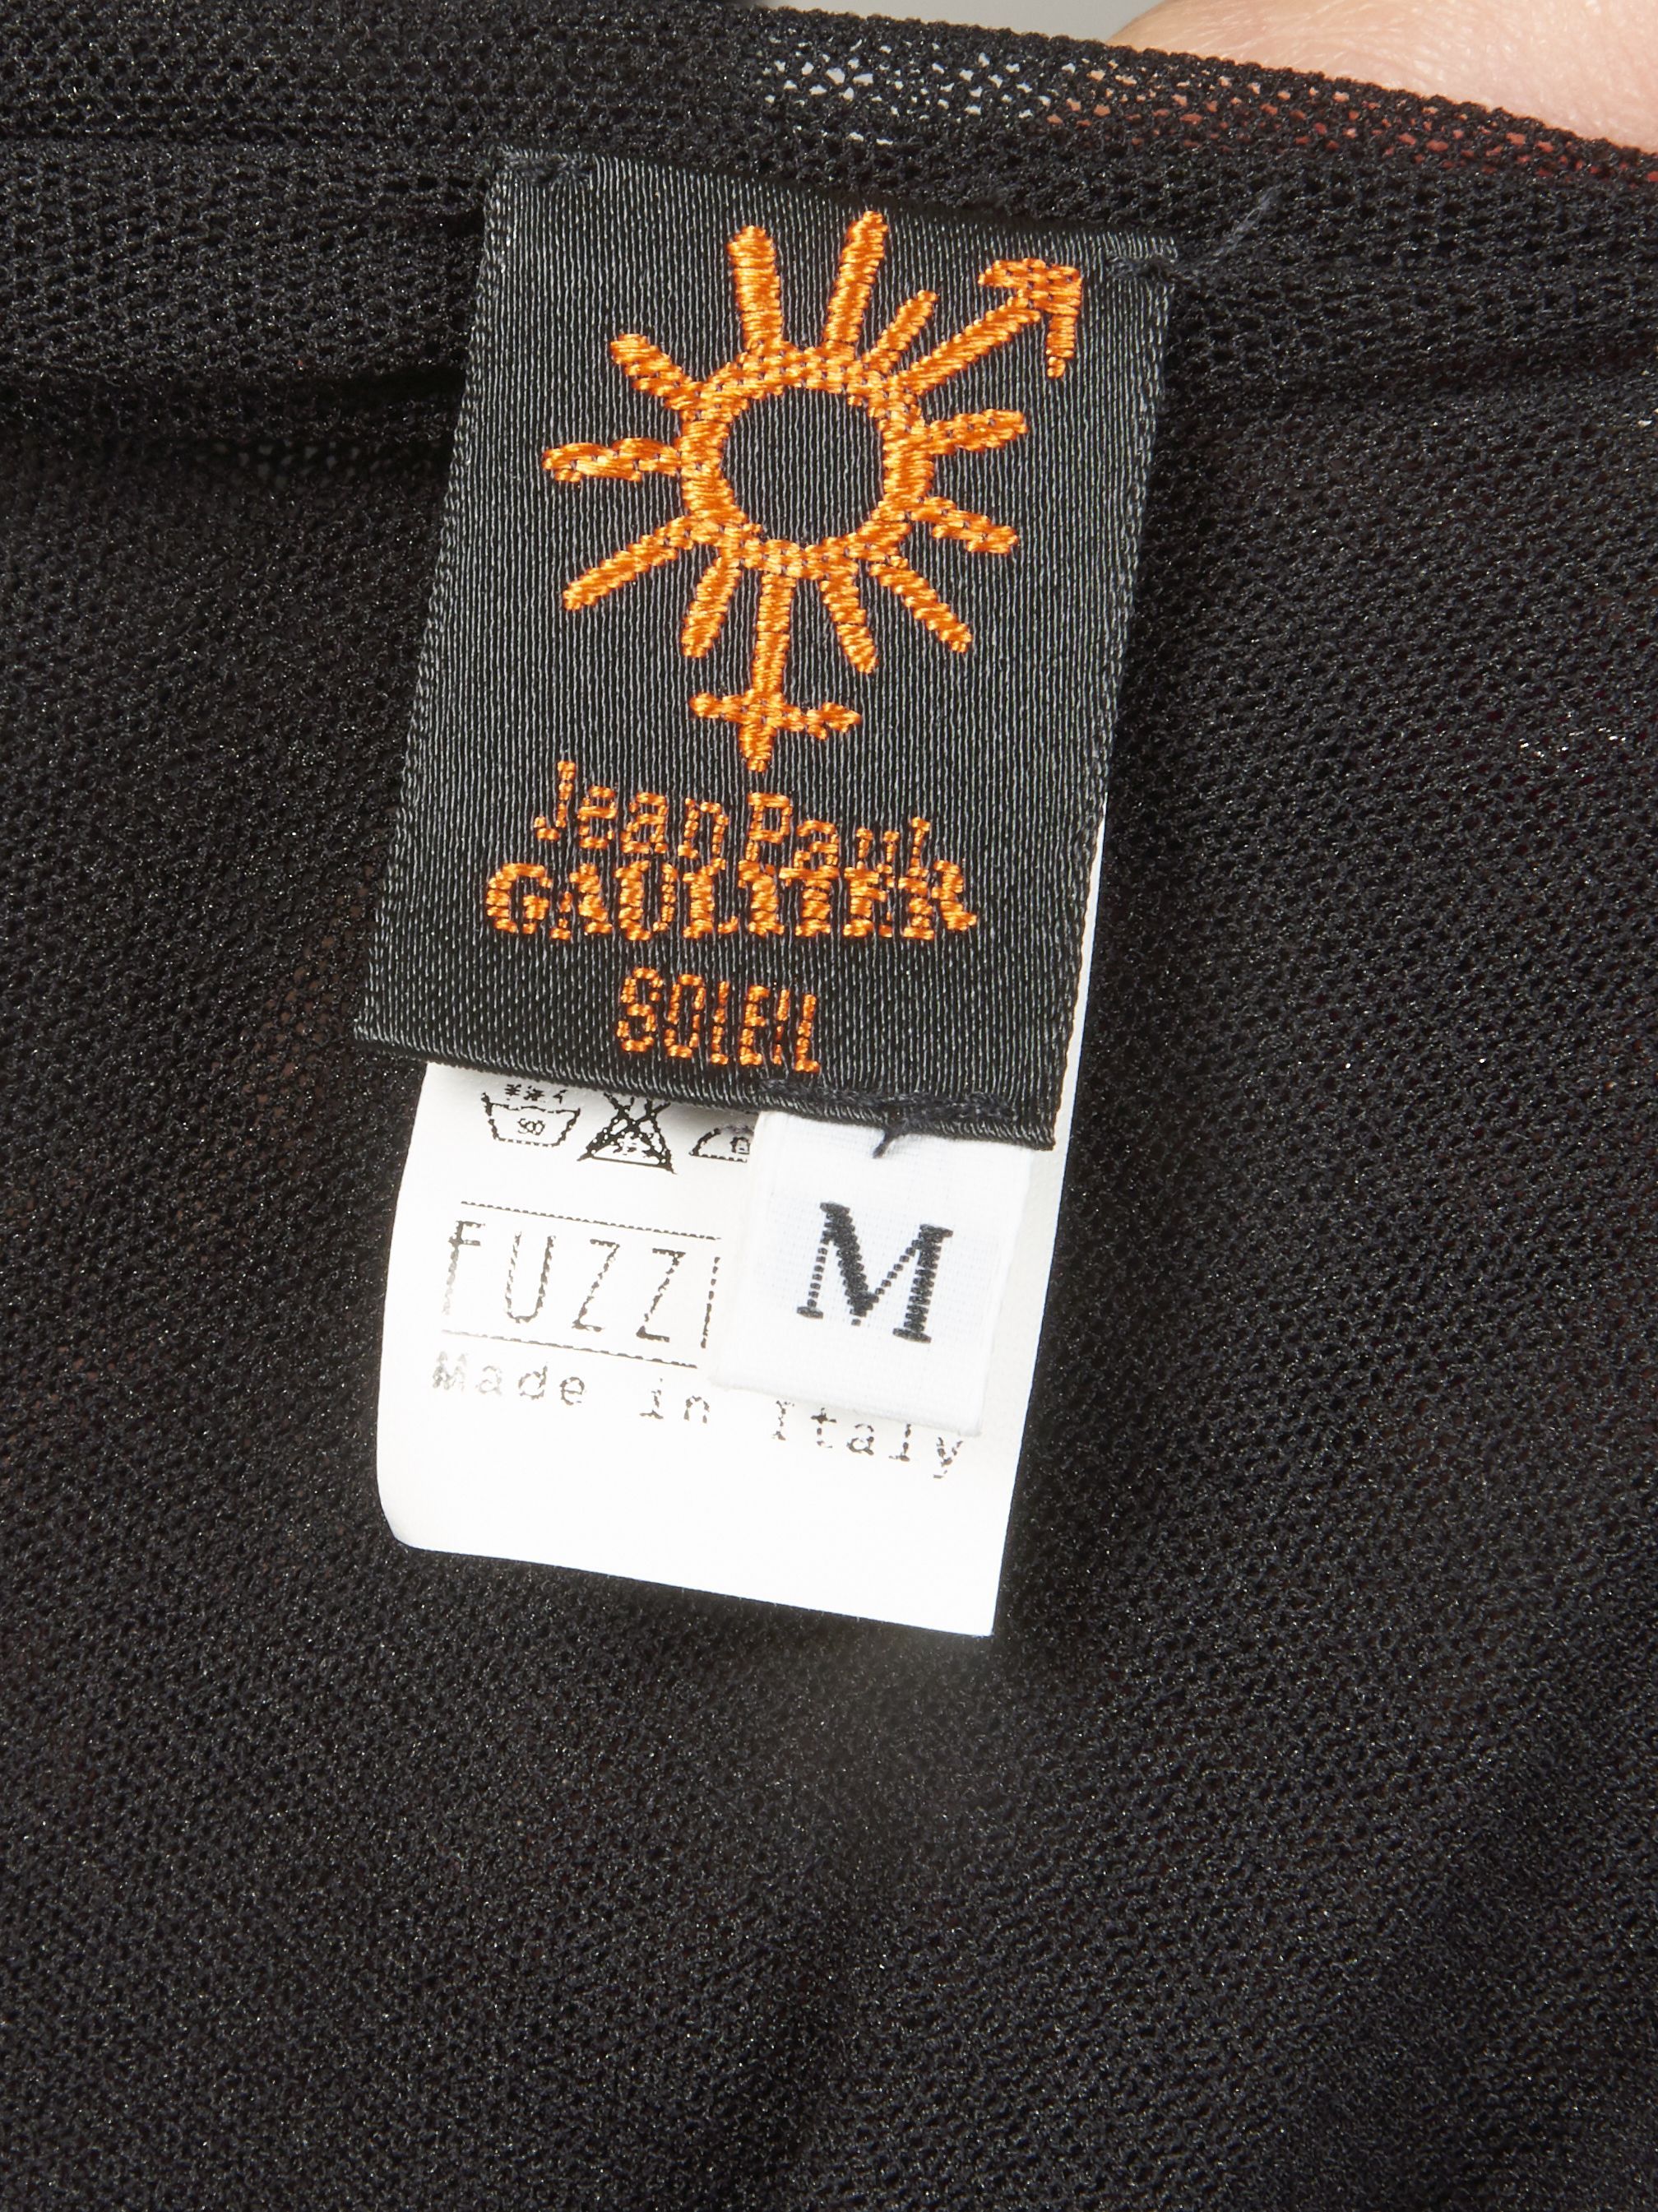 Jean Paul
GAULTIER
SOLEIL
M
FUZZI
Made in Italy